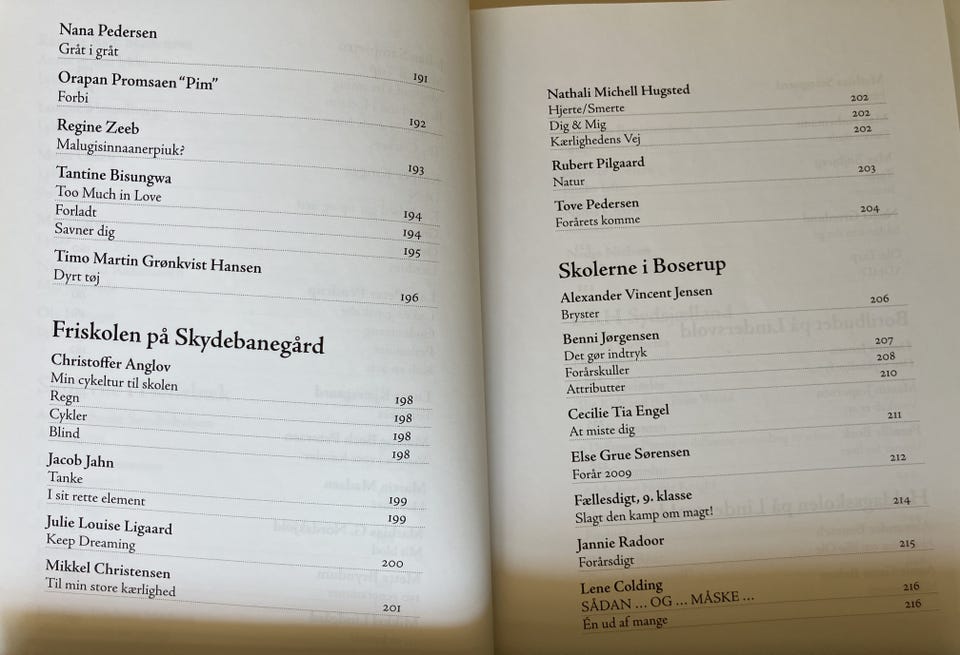 Nana Pedersen
Gråt i gråt 191
Orapan Promsaen “Pim”
Forbi 192
Regine Zeeb
Malugisinnaanerpiuk? 193
Tantine Bisungwa
Too Much in Love 194
Forladt 194
Savner dig 195
Timo Martin Grønkvist Hansen
Dyrt tøj 196
Friskolen på Skydebanegård
Christoffer Anglov
Min cykeltur til skolen 198
Regn 198
Cykler 198
Blind 198
Jacob Jahn
Tanke 199
I sit rette element 199
Julie Louise Ligaard
Keep Dreaming 200
Mikkel Christensen
Til min store kærlighed 201
Nathali Michell Hugsted
Hjerte/Smerte 202
Dig & Mig 202
Kærlighedens Vej 202
Rubert Pilgaard
Natur 203
Tove Pedersen
Forårets komme 204
Skolerne i Boserup
Alexander Vincent Jensen
Bryster 206
Benni Jørgensen
Det gør indtryk 207
Forårskuller 208
Attributter 210
Cecilie Tia Engel
At miste dig 211
Else Grue Sørensen
Forår 2009 212
Fællesdigt, 9. klasse
Slagt den kamp om magt! 214
Jannie Radoor
Forårsdigt 215
Lene Colding
SÅDAN … OG … MÅSKE … 216
Én ud af mange 216